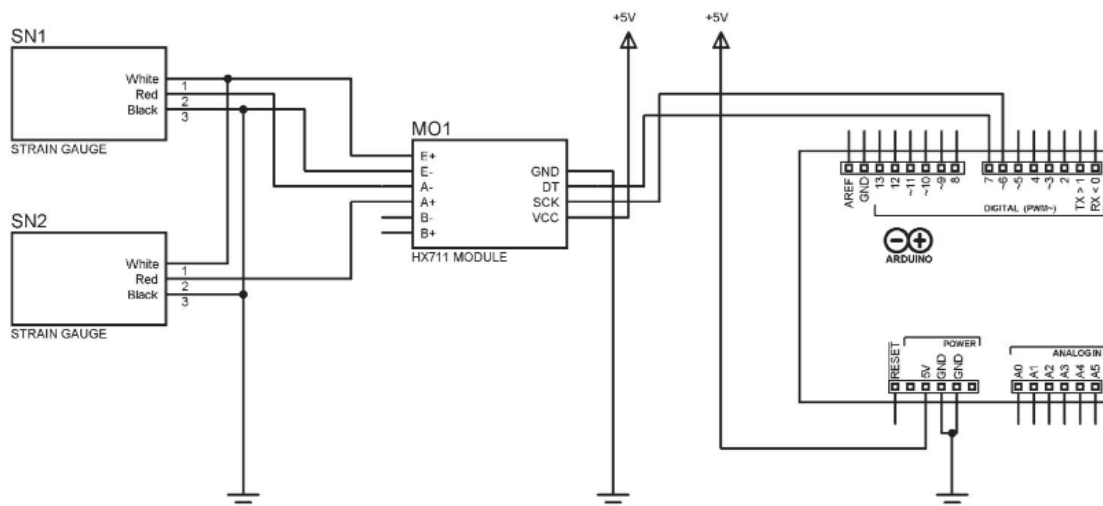 +5V
+5V
SN1
White
1
Red
2
Black
3
STRAIN GAUGE
MO1
E+
E-
A-
A+
B-
B+
GND
DT
SCK
VCC
HX711 MODULE
SN2
White
1
Red
2
Black
3
STRAIN GAUGE
AREF
GND
13
12
~11
~10
~9
8
7
~6
~5
4
~3
2
TX > 1
RX < 0
DIGITAL (PWM~)
ARDUINO
RESET
POWER
5V
GND
GND
ANALOG IN
A0
A1
A2
A3
A4
A5